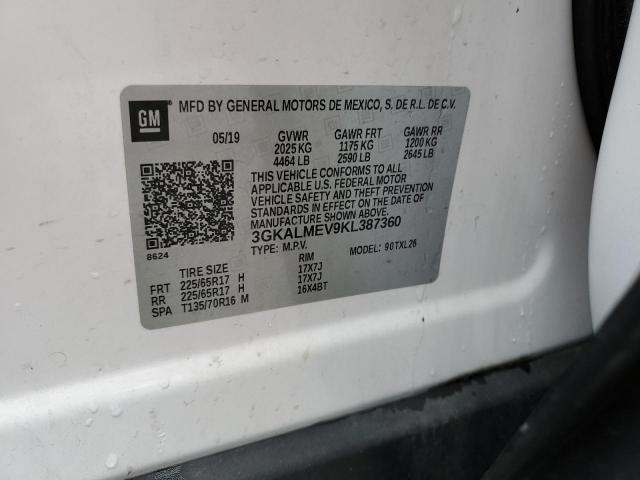 GM
MFD BY GENERAL MOTORS DE MEXICO, S. DE R.L. DE C.V.
05/19 GVWR GAWR FRT GAWR RR
2025 KG 1175 KG 1200 KG
4464 LB 2590 LB 2645 LB
THIS VEHICLE CONFORMS TO ALL
APPLICABLE U.S. FEDERAL MOTOR
VEHICLE SAFETY AND THEFT PREVENTION
STANDARDS IN EFFECT ON THE DATE OF
MANUFACTURE SHOWN ABOVE.
3GKALMEV9KL387360
8624
TYPE: M.P.V. MODEL: 90TXL26
TIRE SIZE RIM
FRT 225/65R17 H 17X7J
RR 225/65R17 H 17X7J
SPA T135/70R16 M 16X4BT